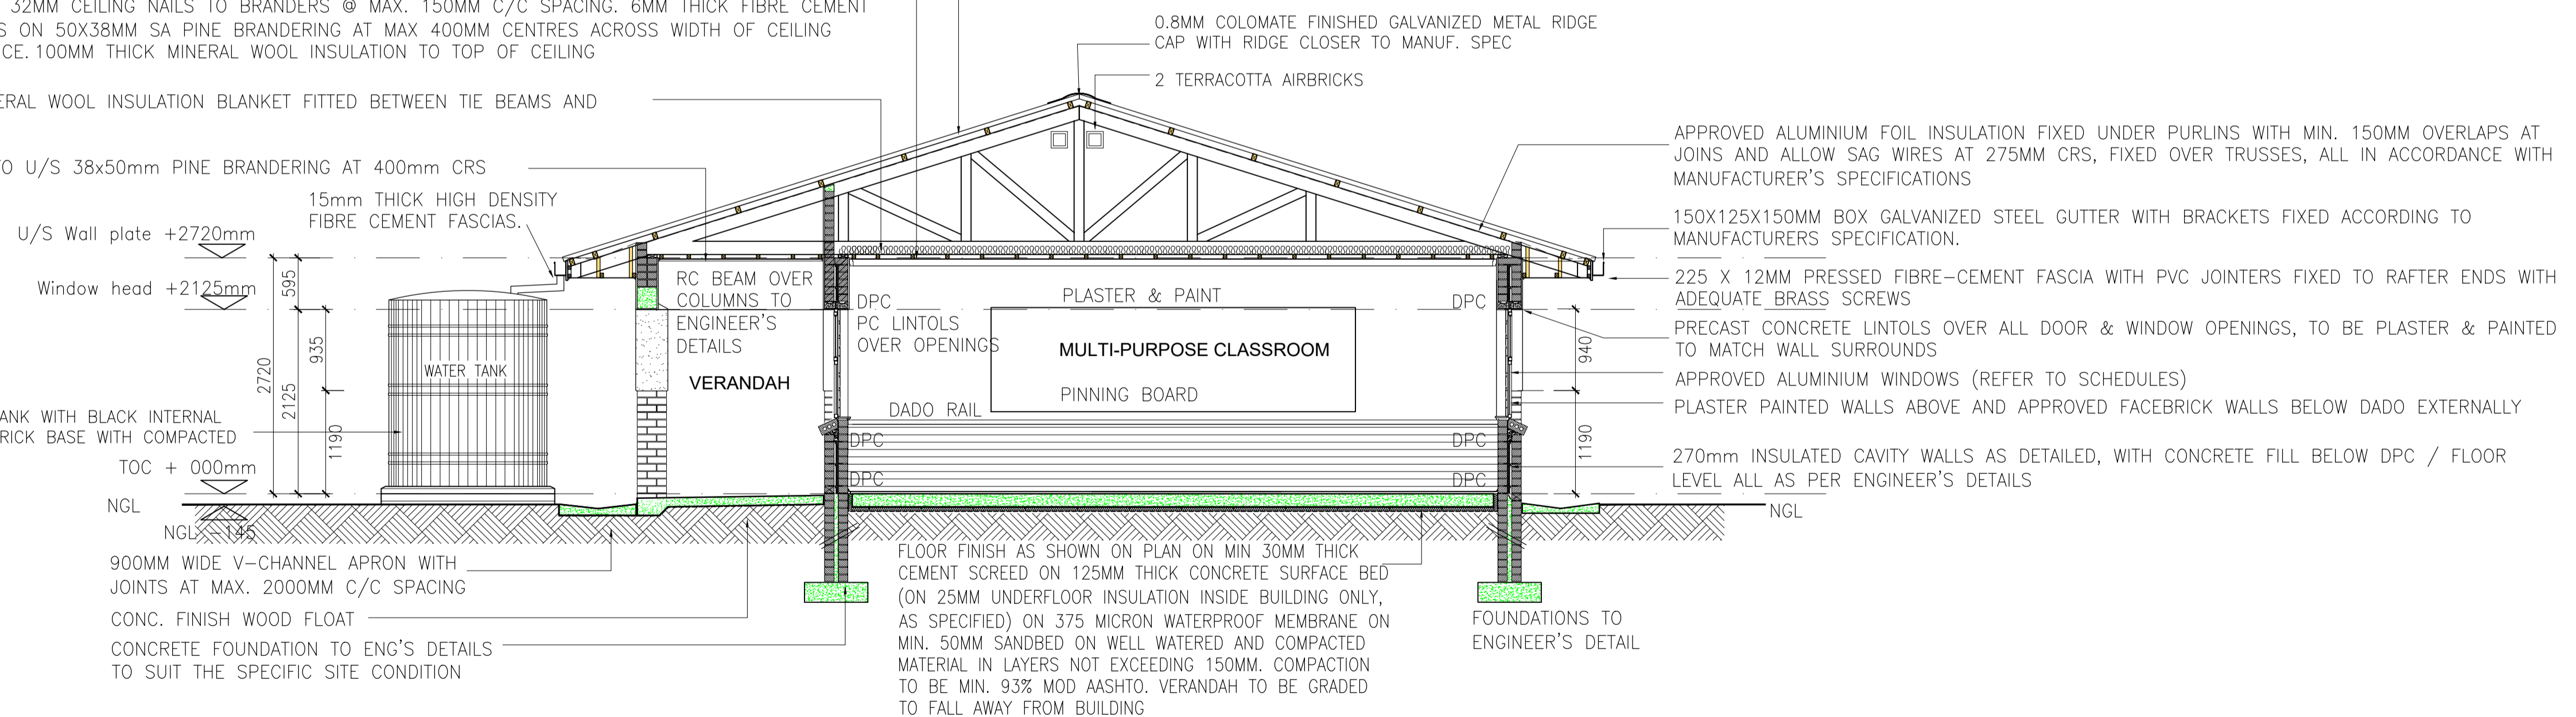 32MM CEILING NAILS TO BRANDERS @ MAX. 150MM C/C SPACING. 6MM THICK FIBRE CEMENT
S ON 50X38MM SA PINE BRANDERING AT MAX 400MM CENTRES ACROSS WIDTH OF CEILING
CE. 100MM THICK MINERAL WOOL INSULATION TO TOP OF CEILING
ERAL WOOL INSULATION BLANKET FITTED BETWEEN TIE BEAMS AND
TO U/S 38x50mm PINE BRANDERING AT 400mm CRS
15mm THICK HIGH DENSITY
FIBRE CEMENT FASCIAS.
U/S Wall plate +2720mm
Window head +2125mm
2720
595
2125
935
1190
WATER TANK
ANK WITH BLACK INTERNAL
RICK BASE WITH COMPACTED
TOC + 000mm
NGL
NGL -145
900MM WIDE V-CHANNEL APRON WITH
JOINTS AT MAX. 2000MM C/C SPACING
CONC. FINISH WOOD FLOAT
CONCRETE FOUNDATION TO ENG'S DETAILS
TO SUIT THE SPECIFIC SITE CONDITION
0.8MM COLOMATE FINISHED GALVANIZED METAL RIDGE
CAP WITH RIDGE CLOSER TO MANUF. SPEC
2 TERRACOTTA AIRBRICKS
RC BEAM OVER
COLUMNS TO
ENGINEER'S
DETAILS
VERANDAH
DPC
PC LINTOLS
OVER OPENINGS
PLASTER & PAINT
DPC
MULTI-PURPOSE CLASSROOM
PINNING BOARD
DADO RAIL
DPC
DPC
DPC
DPC
FLOOR FINISH AS SHOWN ON PLAN ON MIN 30MM THICK
CEMENT SCREED ON 125MM THICK CONCRETE SURFACE BED
(ON 25MM UNDERFLOOR INSULATION INSIDE BUILDING ONLY,
AS SPECIFIED) ON 375 MICRON WATERPROOF MEMBRANE ON
MIN. 50MM SANDBED ON WELL WATERED AND COMPACTED
MATERIAL IN LAYERS NOT EXCEEDING 150MM. COMPACTION
TO BE MIN. 93% MOD AASHTO. VERANDAH TO BE GRADED
TO FALL AWAY FROM BUILDING
FOUNDATIONS TO
ENGINEER'S DETAIL
940
1190
NGL
APPROVED ALUMINIUM FOIL INSULATION FIXED UNDER PURLINS WITH MIN. 150MM OVERLAPS AT
JOINS AND ALLOW SAG WIRES AT 275MM CRS, FIXED OVER TRUSSES, ALL IN ACCORDANCE WITH
MANUFACTURER'S SPECIFICATIONS
150X125X150MM BOX GALVANIZED STEEL GUTTER WITH BRACKETS FIXED ACCORDING TO
MANUFACTURERS SPECIFICATION.
225 X 12MM PRESSED FIBRE-CEMENT FASCIA WITH PVC JOINTERS FIXED TO RAFTER ENDS WITH
ADEQUATE BRASS SCREWS
PRECAST CONCRETE LINTOLS OVER ALL DOOR & WINDOW OPENINGS, TO BE PLASTER & PAINTED
TO MATCH WALL SURROUNDS
APPROVED ALUMINIUM WINDOWS (REFER TO SCHEDULES)
PLASTER PAINTED WALLS ABOVE AND APPROVED FACEBRICK WALLS BELOW DADO EXTERNALLY
270mm INSULATED CAVITY WALLS AS DETAILED, WITH CONCRETE FILL BELOW DPC / FLOOR
LEVEL ALL AS PER ENGINEER'S DETAILS